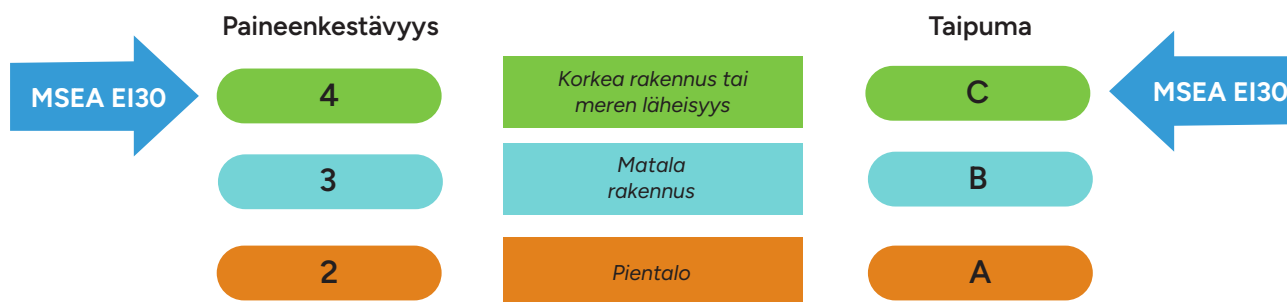 Paineenkestävyys
Taipuma
MSEA EI30
4
Korkea rakennus tai
meren läheisyys
C
MSEA EI30
3
Matala
rakennus
B
2
Pientalo
A